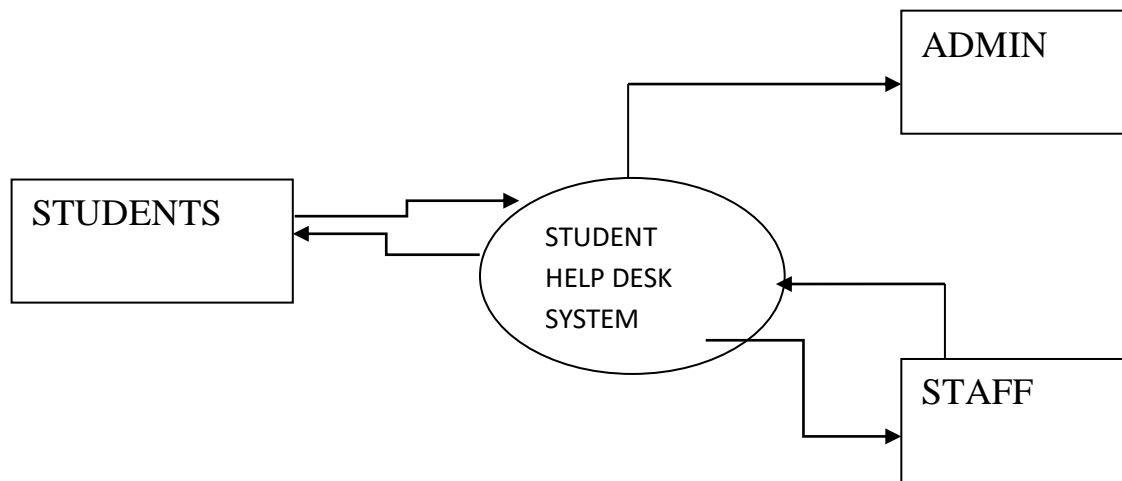 ADMIN
STUDENTS
STUDENT
HELP DESK
SYSTEM
STAFF